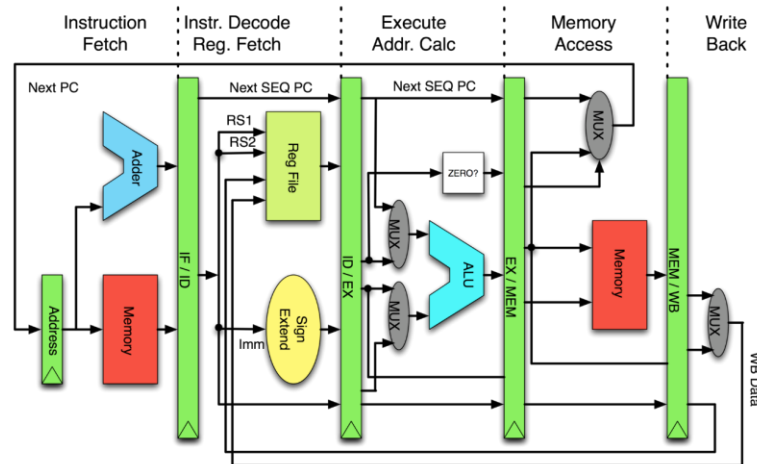 Instruction
Fetch
Instr. Decode
Reg. Fetch
Execute
Addr. Calc
Memory
Access
Write
Back
Next PC
Next SEQ PC
Next SEQ PC
RS1
RS2
Imm
Adder
Reg File
ZERO?
MUX
MUX
MUX
MUX
ALU
Address
Memory
Sign
Extend
Memory
IF / ID
ID / EX
EX / MEM
MEM / WB
WB Data